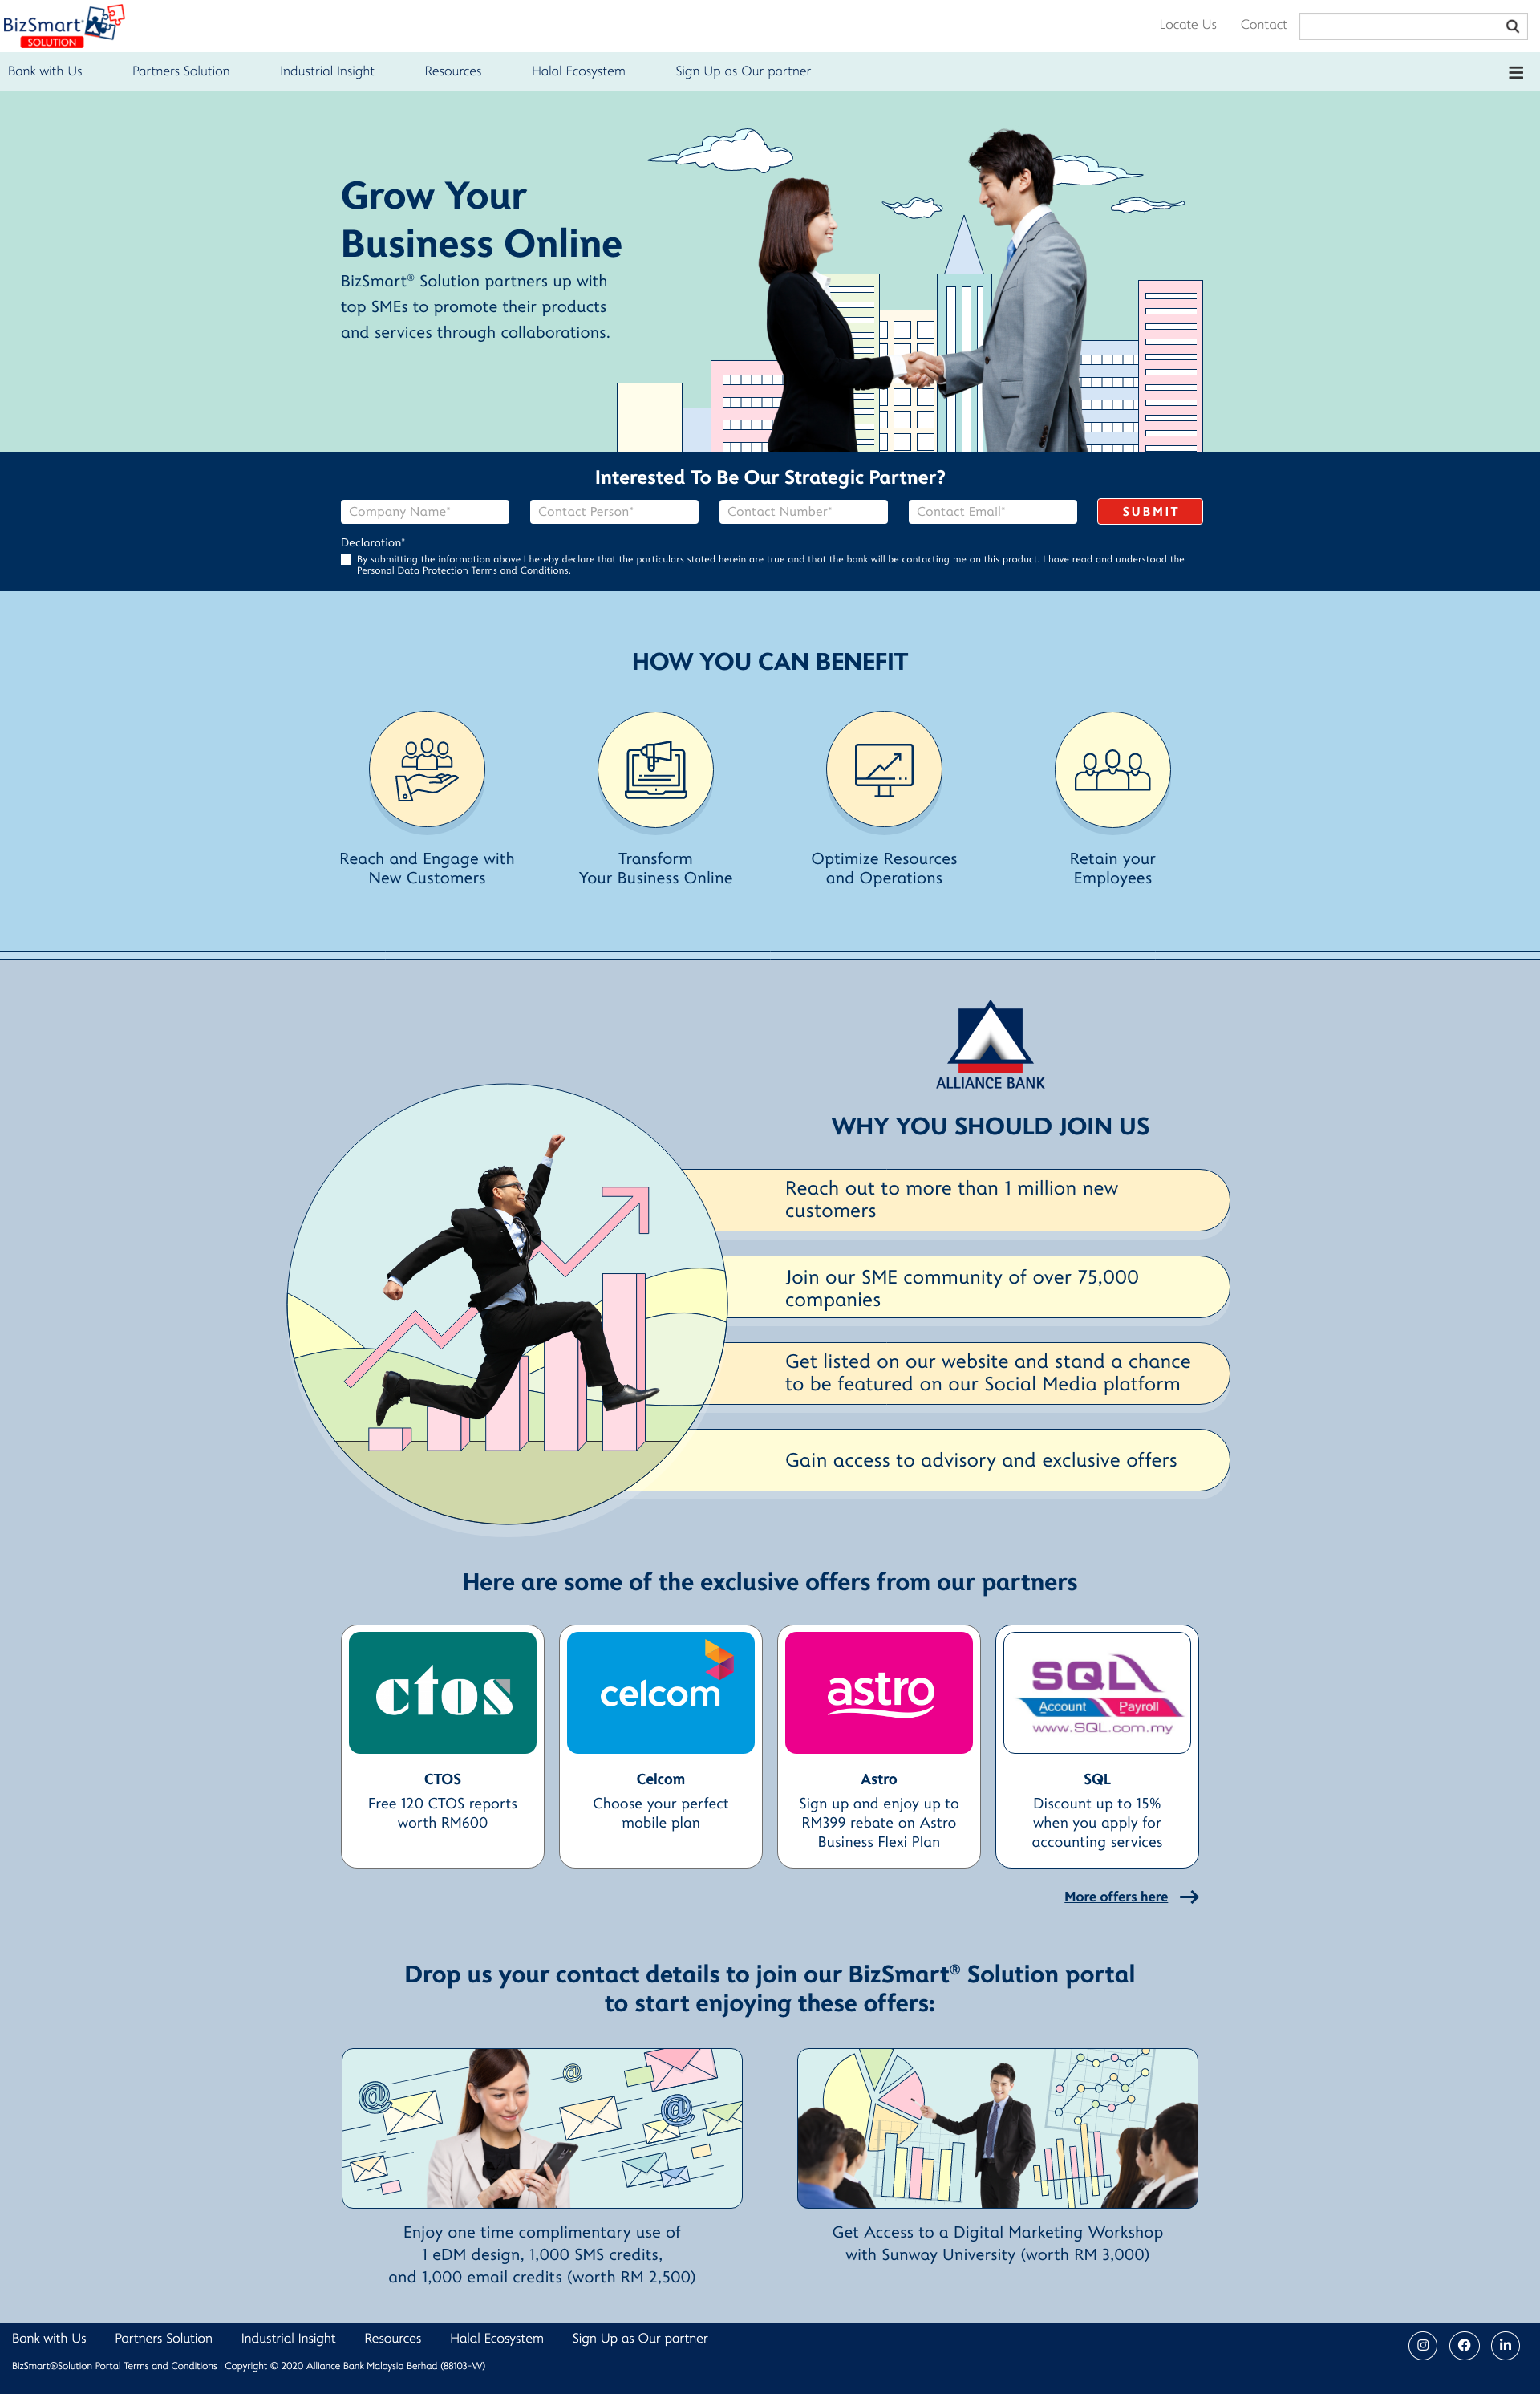 BizSmart®
SOLUTION
Locate Us
Contact
Bank with Us
Partners Solution
Industrial Insight
Resources
Halal Ecosystem
Sign Up as Our partner
Grow Your
Business Online
BizSmart® Solution partners up with
top SMEs to promote their products
and services through collaborations.
Interested To Be Our Strategic Partner?
Company Name*
Contact Person*
Contact Number*
Contact Email*
SUBMIT
Declaration*
By submitting the information above I hereby declare that the particulars stated herein are true and that the bank will be contacting me on this product. I have read and understood the
Personal Data Protection Terms and Conditions.
HOW YOU CAN BENEFIT
Reach and Engage with
New Customers
Transform
Your Business Online
Optimize Resources
and Operations
Retain your
Employees
ALLIANCE BANK
WHY YOU SHOULD JOIN US
Reach out to more than 1 million new
customers
Join our SME community of over 75,000
companies
Get listed on our website and stand a chance
to be featured on our Social Media platform
Gain access to advisory and exclusive offers
Here are some of the exclusive offers from our partners
ctos
CTOS
Free 120 CTOS reports
worth RM600
celcom
Celcom
Choose your perfect
mobile plan
astro
Astro
Sign up and enjoy up to
RM399 rebate on Astro
Business Flexi Plan
SQL
Account Payroll
www.SQL.com.my
SQL
Discount up to 15%
when you apply for
accounting services
More offers here
Drop us your contact details to join our BizSmart® Solution portal
to start enjoying these offers:
@
@
@
Enjoy one time complimentary use of
1 eDM design, 1,000 SMS credits,
and 1,000 email credits (worth RM 2,500)
Get Access to a Digital Marketing Workshop
with Sunway University (worth RM 3,000)
Bank with Us
Partners Solution
Industrial Insight
Resources
Halal Ecosystem
Sign Up as Our partner
BizSmart®Solution Portal Terms and Conditions I Copyright © 2020 Alliance Bank Malaysia Berhad (88103-W)